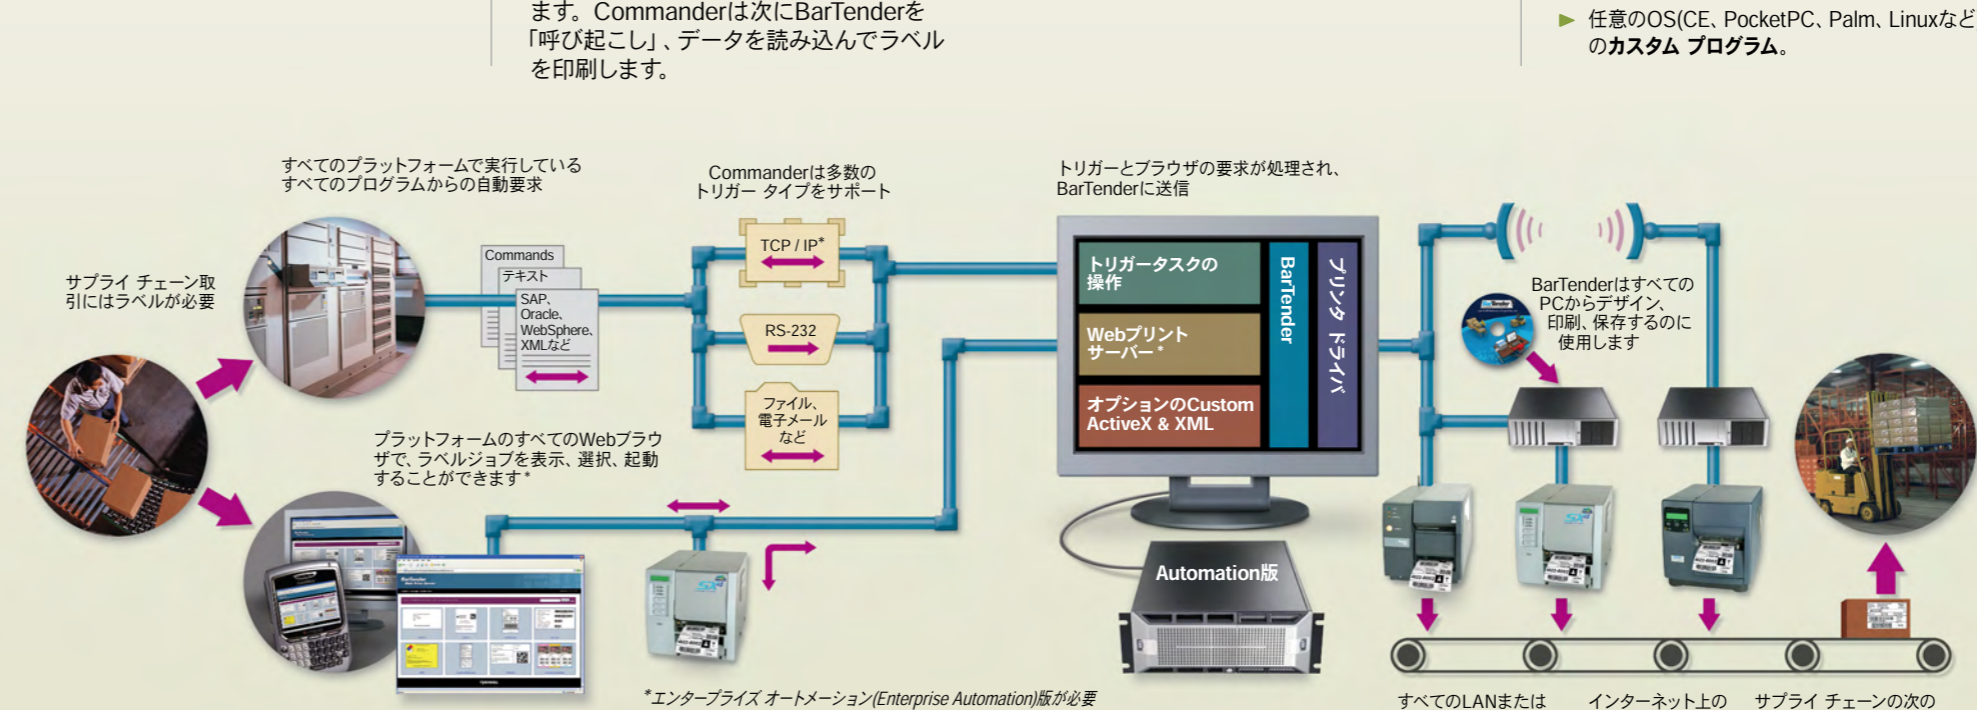 ます。Commanderは次にBarTenderを
「呼び起こし」、データを読み込んでラベル
を印刷します。
▶ 任意のOS(CE、PocketPC、Palm、Linuxなど
のカスタム プログラム。
すべてのプラットフォームで実行している
すべてのプログラムからの自動要求
Commanderは多数の
トリガー タイプをサポート
トリガーとブラウザの要求が処理され、
BarTenderに送信
サプライ チェーン取
引にはラベルが必要
Commands
テキスト
SAP、
Oracle、
WebSphere、
XMLなど
TCP / IP*
RS-232
ファイル、
電子メール
など
トリガータスクの
操作
Webプリント
サーバー*
オプションのCustom
ActiveX & XML
BarTender
プリンタ ドライバ
BarTenderはすべての
PCからデザイン、
印刷、保存するのに
使用します
プラットフォームのすべてのWebブラウ
ザで、ラベルジョブを表示、選択、起動
することができます*
Automation版
*エンタープライズ オートメーション(Enterprise Automation)版が必要
すべてのLANまたは
インターネット上の
サプライ チェーンの次の